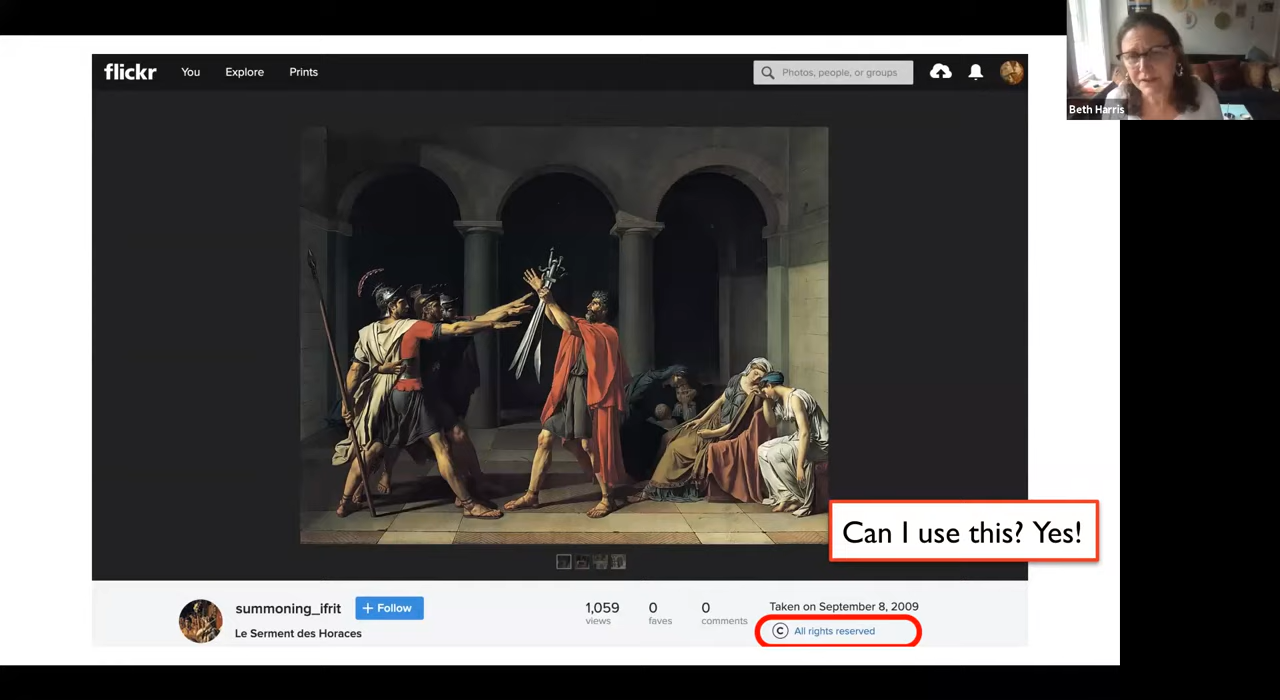 flickr You Explore Prints Photos, people, or groups
Beth Harris
Can I use this? Yes!
summoning_ifrit + Follow
Le Serment des Horaces
1,059 views
0 faves
0 comments
Taken on September 8, 2009
© All rights reserved